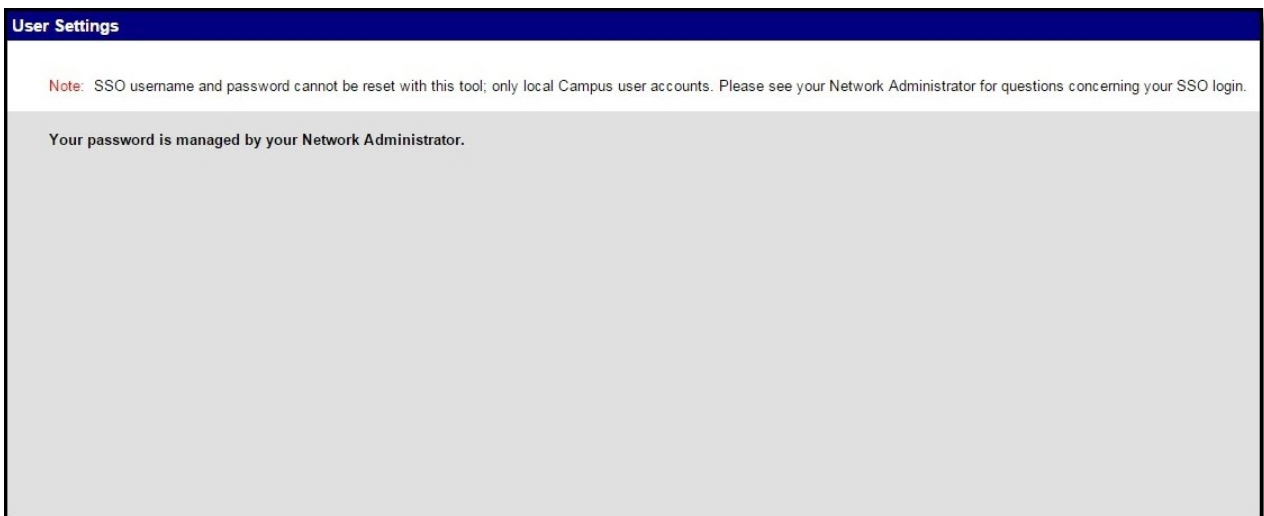 User Settings
Note: SSO username and password cannot be reset with this tool; only local Campus user accounts. Please see your Network Administrator for questions concerning your SSO login.
Your password is managed by your Network Administrator.